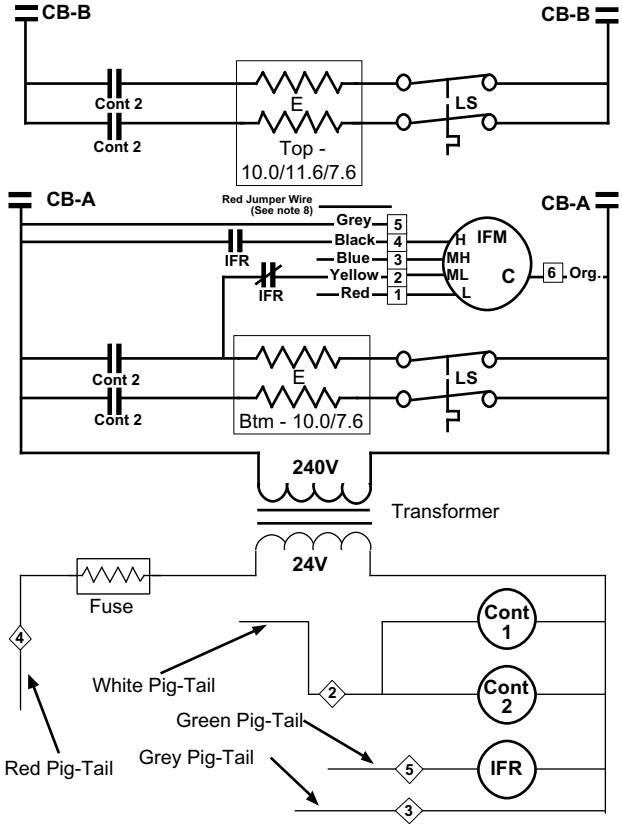 CB-B
CB-B
Cont 2
E
LS
Cont 2
Top -
10.0/11.6/7.6
CB-A
Red Jumper Wire
(See note 8)
CB-A
Grey 5
IFR
Black 4 H IFM
Blue 3 MH
IFR
Yellow 2 ML C 6 Org.
Red 1 L
Cont 2
E
LS
Cont 2
Btm - 10.0/7.6
240V
Transformer
24V
Fuse
Cont
1
4
White Pig-Tail
2
Cont
2
Green Pig-Tail
Red Pig-Tail
Grey Pig-Tail
5
IFR
3